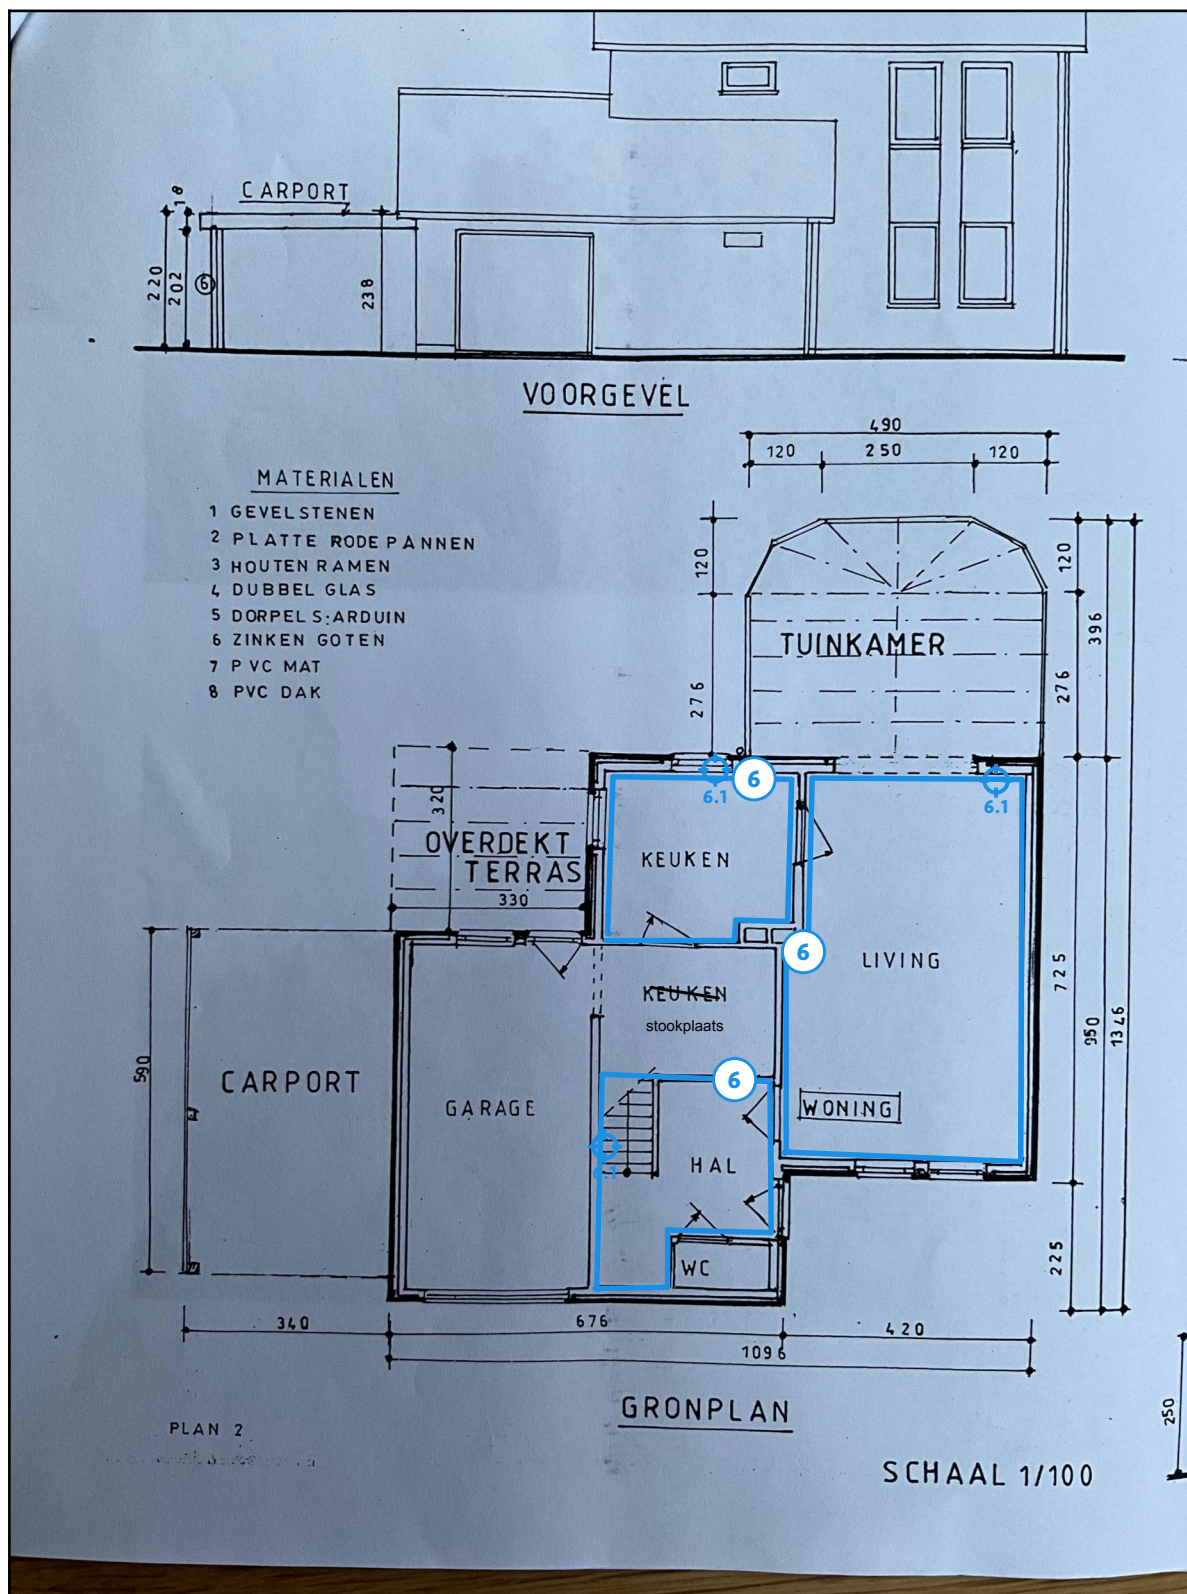 CARPORT
18
220
202
6
238
VOORGEVEL
490
120 250 120
MATERIALEN
1 GEVELSTENEN
2 PLATTE RODE PANNEN
3 HOUTEN RAMEN
4 DUBBEL GLAS
5 DORPELS:ARDUIN
6 ZINKEN GOTEN
7 PVC MAT
8 PVC DAK
120
276
TUINKAMER
120
276
396
6
6.1
6.1
320
OVERDEKT
TERRAS
330
KEUKEN
6
LIVING
725
950
1346
KEUKEN
stookplaats
590
CARPORT
GARAGE
6
WONING
6.1
HAL
WC
225
340
676
420
1096
GRONPLAN
PLAN 2
SCHAAL 1/100
250